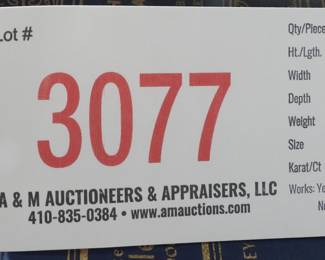 Lot #
3077
A & M AUCTIONEERS & APPRAISERS, LLC
410-835-0384 • www.amauctions.com
Qty/Piece
Ht./Lgth.
Width
Depth
Weight
Size
Karat/Ct
Works: Ye
N